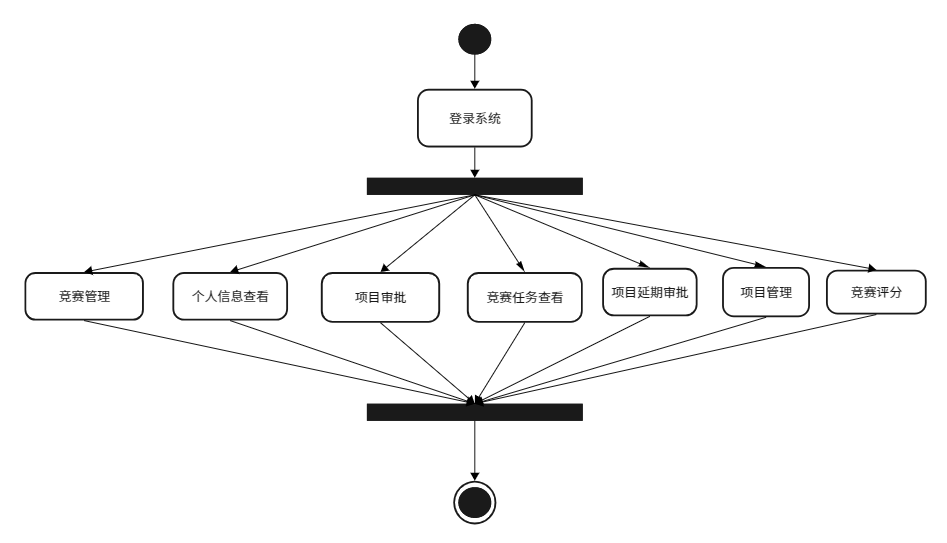 登录系统
竞赛管理
个人信息查看
项目审批
竞赛任务查看
项目延期审批
项目管理
竞赛评分